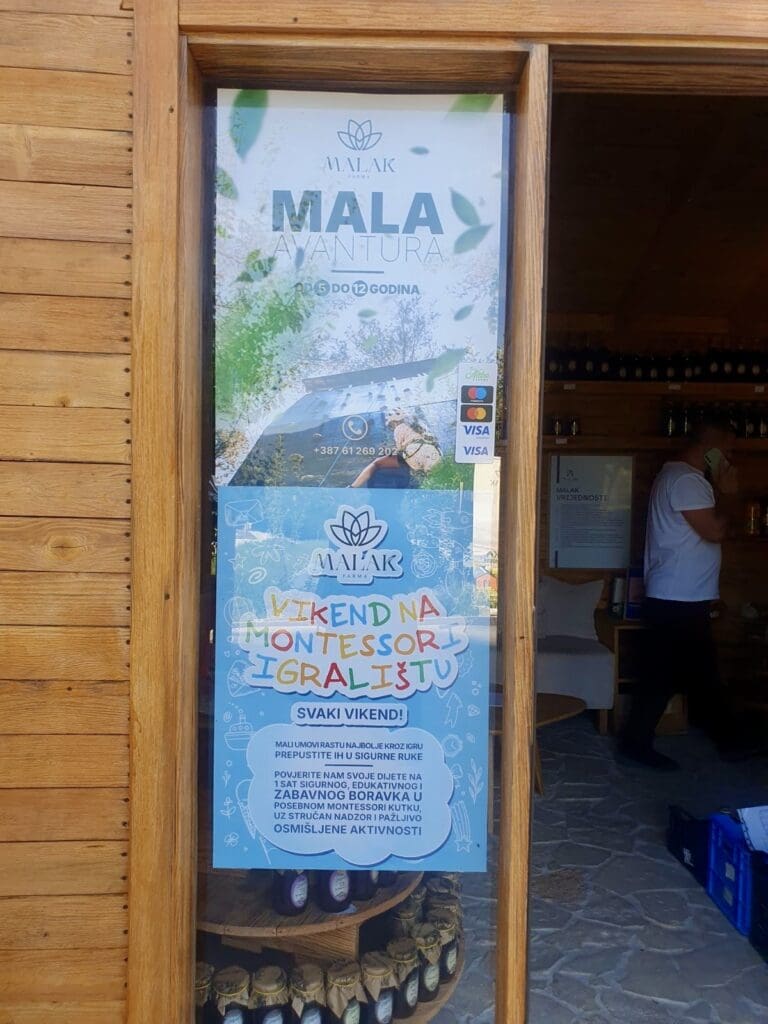 MALAK
FARMA
MALA
AVANTURA
OD 5 DO 12 GODINA
+387 61 269 202
VISA
VISA
MALAK
FARMA
VIKEND NA
MONTESSORI
IGRALIŠTU
SVAKI VIKEND!
MALI UMOVI RASTU NAJBOLJE KROZ IGRU
PREPUSTITE IH U SIGURNE RUKE
POVJERITE NAM SVOJE DIJETE NA
1 SAT SIGURNOG, EDUKATIVNOG I
ZABAVNOG BORAVKA U
POSEBNOM MONTESSORI KUTKU,
UZ STRUČAN NADZOR I PAŽLJIVO
OSMIŠLJENE AKTIVNOSTI
MALAK
VRIJEDNOSTI